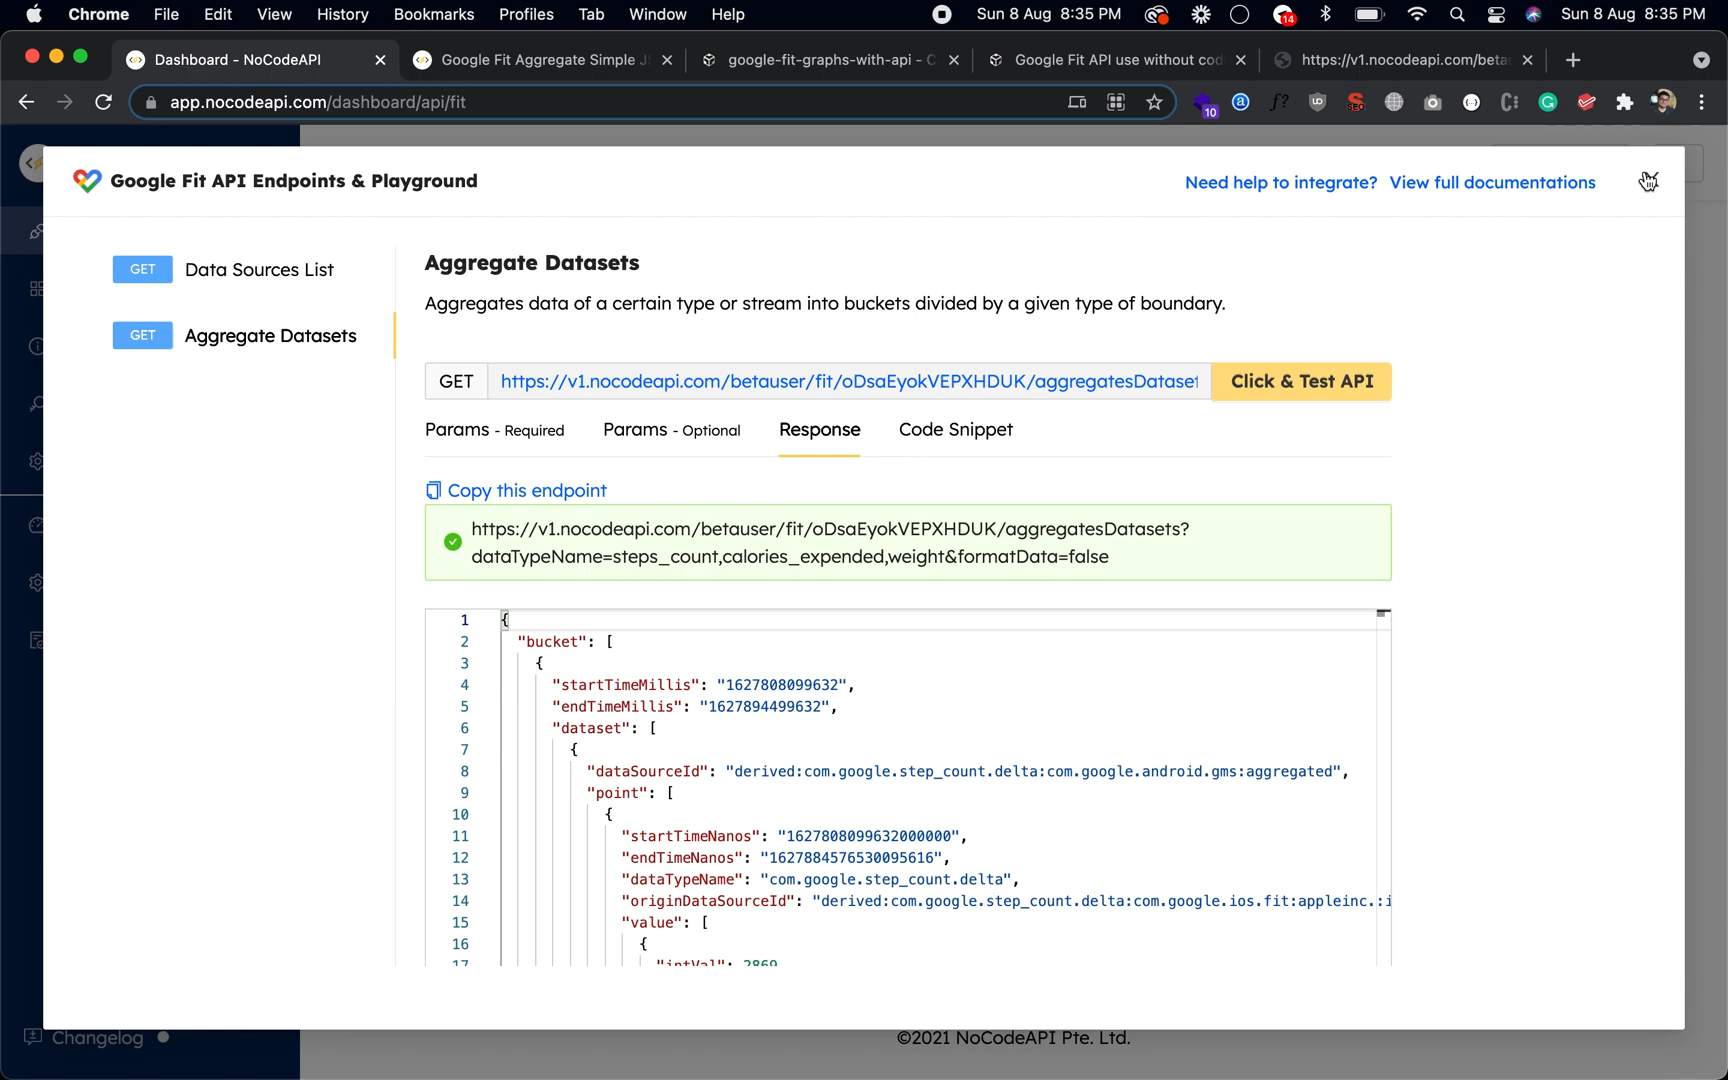 Chrome File Edit View History Bookmarks Profiles Tab Window Help 14 Sun 8 Aug 8:35 PM Sun 8 Aug 8:35 PM
Dashboard - NoCodeAPI Google Fit Aggregate Simple google-fit-graphs-with-api - Google Fit API use without cod https://v1.nocodeapi.com/beta
app.nocodeapi.com/dashboard/api/fit 10
Google Fit API Endpoints & Playground Need help to integrate? View full documentations
GET Data Sources List
GET Aggregate Datasets
Aggregate Datasets
Aggregates data of a certain type or stream into buckets divided by a given type of boundary.
GET https://v1.nocodeapi.com/betauser/fit/oDsaEyokVEPXHDUK/aggregatesDataset Click & Test API
Params - Required Params - Optional Response Code Snippet
Copy this endpoint
https://v1.nocodeapi.com/betauser/fit/oDsaEyokVEPXHDUK/aggregatesDatasets?
dataTypeName=steps_count,calories_expended,weight&formatData=false
1 {
2 "bucket": [
3 {
4 "startTimeMillis": "1627808099632",
5 "endTimeMillis": "1627894499632",
6 "dataset": [
7 {
8 "dataSourceId": "derived:com.google.step_count.delta:com.google.android.gms:aggregated",
9 "point": [
10 {
11 "startTimeNanos": "1627808099632000000",
12 "endTimeNanos": "1627884576530095616",
13 "dataTypeName": "com.google.step_count.delta",
14 "originDataSourceId": "derived:com.google.step_count.delta:com.google.ios.fit:appleinc.:i
15 "value": [
16 {
17 "intVal": 2869
Changelog
©2021 NoCodeAPI Pte. Ltd.